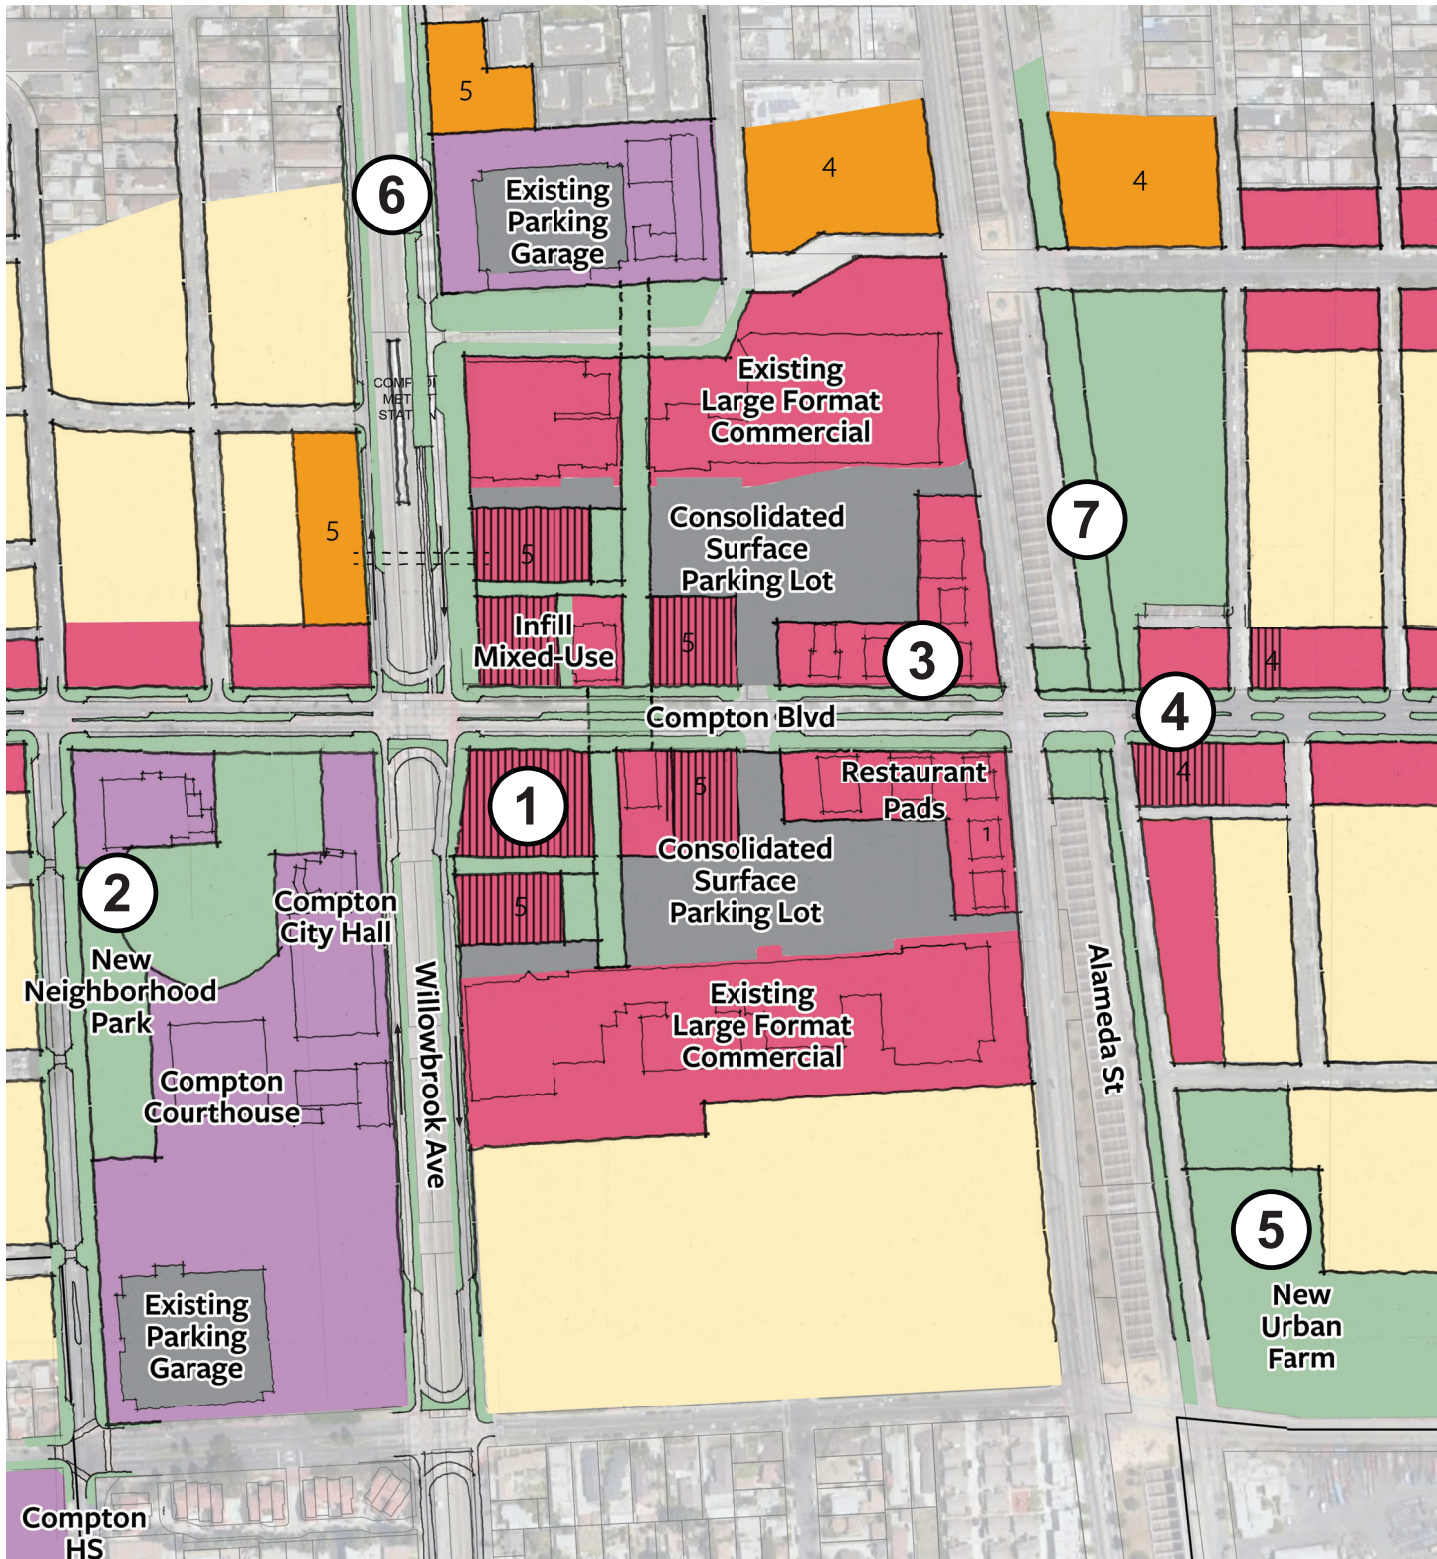 5
4
4
6
Existing
Parking
Garage
Existing
Large Format
Commercial
MET
STAT
5
5
Consolidated
Surface
Parking Lot
7
Infill
Mixed-Use
5
3
4
4
Compton Blvd
1
5
Restaurant
Pads
1
4
2
Compton
City Hall
5
Consolidated
Surface
Parking Lot
New
Neighborhood
Park
Willowbrook Ave
Existing
Large Format
Commercial
Alameda St
Compton
Courthouse
5
New
Urban
Farm
Existing
Parking
Garage
Compton
HS